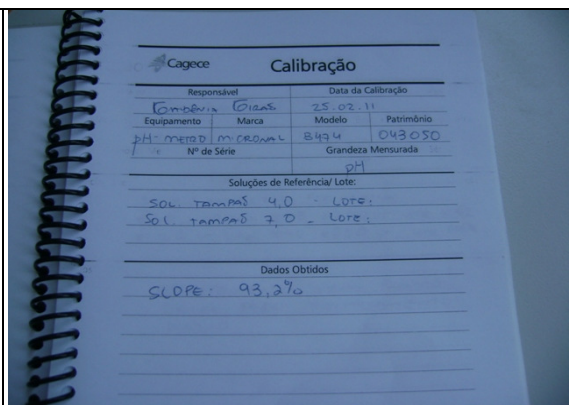 Cagece Calibração
Responsável Data da Calibração
25.02.11
Equipamento Marca Modelo Patrimônio
pH-METRO MICRONAL B474 043050
Nº de Série Grandeza Mensurada
pH
Soluções de Referência/ Lote:
SOL. TAMPÃO 4,0 - LOTE:
SOL. TAMPÃO 7,0 - LOTE:
Dados Obtidos
SLOPE: 93,2%